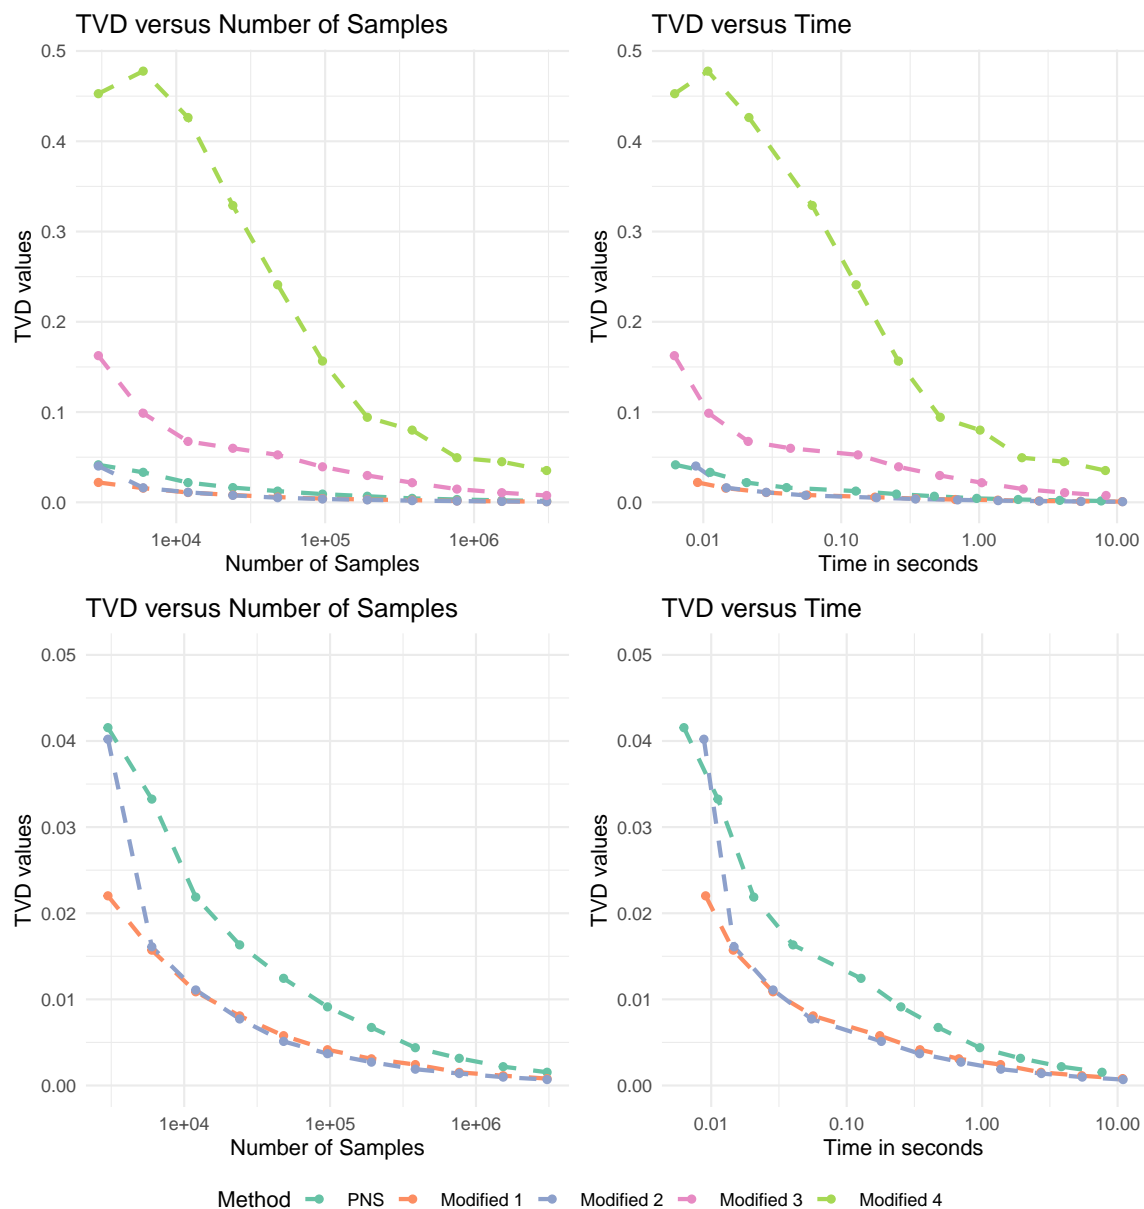 TVD versus Number of Samples
TVD values
0.5
0.4
0.3
0.2
0.1
0.0
1e+04 1e+05 1e+06
Number of Samples
TVD versus Time
TVD values
0.5
0.4
0.3
0.2
0.1
0.0
0.01 0.10 1.00 10.00
Time in seconds
TVD versus Number of Samples
TVD values
0.05
0.04
0.03
0.02
0.01
0.00
1e+04 1e+05 1e+06
Number of Samples
TVD versus Time
TVD values
0.05
0.04
0.03
0.02
0.01
0.00
0.01 0.10 1.00 10.00
Time in seconds
Method PNS Modified 1 Modified 2 Modified 3 Modified 4